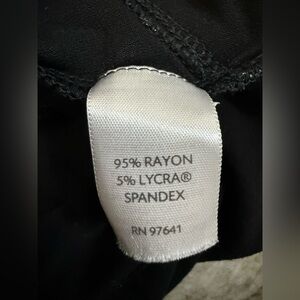 95% RAYON
5% LYCRA®
SPANDEX
RN 97641